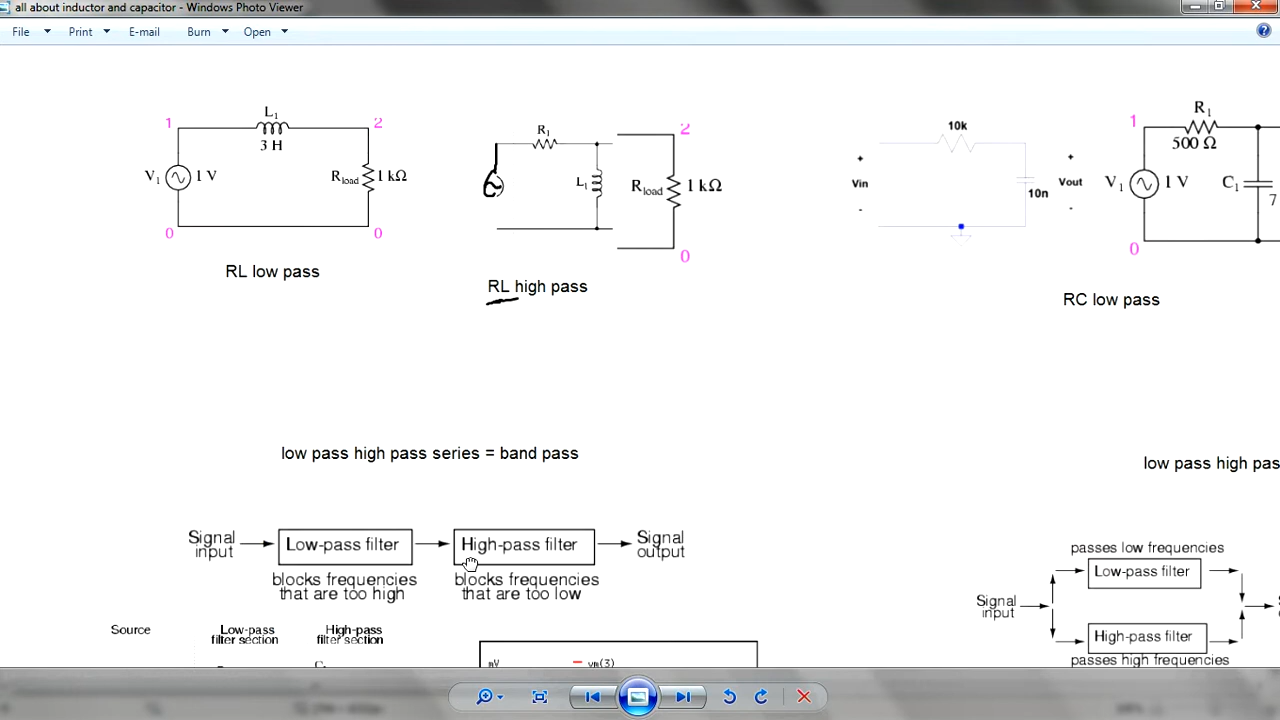 all about inductor and capacitor - Windows Photo Viewer
File Print E-mail Burn Open
L1
3 H
1
2
V1 1 V
Rload 1 kΩ
0
0
RL low pass
R1
L1
2
Rload 1 kΩ
0
RL high pass
10k
+
Vin
-
10n
+
Vout
-
R1
500 Ω
1
V1 1 V
C1
7
0
RC low pass
low pass high pass series = band pass
low pass high pas
Signal
input
Low-pass filter
High-pass filter
Signal
output
blocks frequencies
that are too high
blocks frequencies
that are too low
Source
Low-pass
filter section
High-pass
filter section
mV
vm(3)
passes low frequencies
Low-pass filter
Signal
input
High-pass filter
passes high frequencies